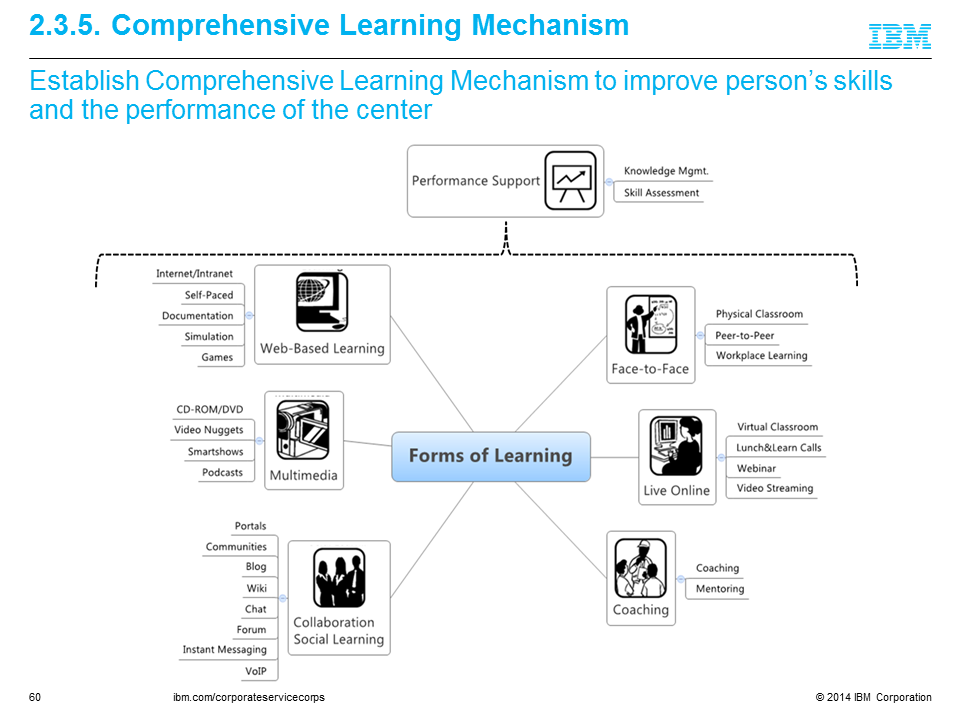 2.3.5. Comprehensive Learning Mechanism
IBM
Establish Comprehensive Learning Mechanism to improve person's skills
and the performance of the center
Performance Support
Knowledge Mgmt.
Skill Assessment
Internet/Intranet
Self-Paced
Documentation
Simulation
Games
Web-Based Learning
Physical Classroom
Peer-to-Peer
Workplace Learning
Face-to-Face
CD-ROM/DVD
Video Nuggets
Smartshows
Podcasts
Multimedia
Forms of Learning
Virtual Classroom
Lunch&Learn Calls
Webinar
Video Streaming
Live Online
Portals
Communities
Blog
Wiki
Chat
Forum
Instant Messaging
VoIP
Collaboration
Social Learning
Coaching
Mentoring
Coaching
60
ibm.com/corporateservicecorps
© 2014 IBM Corporation